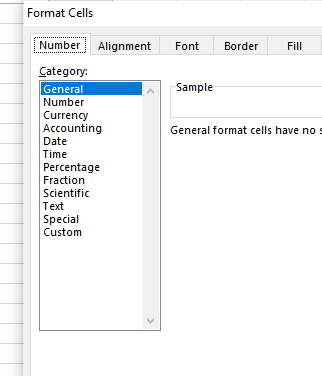 Format Cells
Number Alignment Font Border Fill
Category:
General
Number
Currency
Accounting
Date
Time
Percentage
Fraction
Scientific
Text
Special
Custom
Sample
General format cells have no